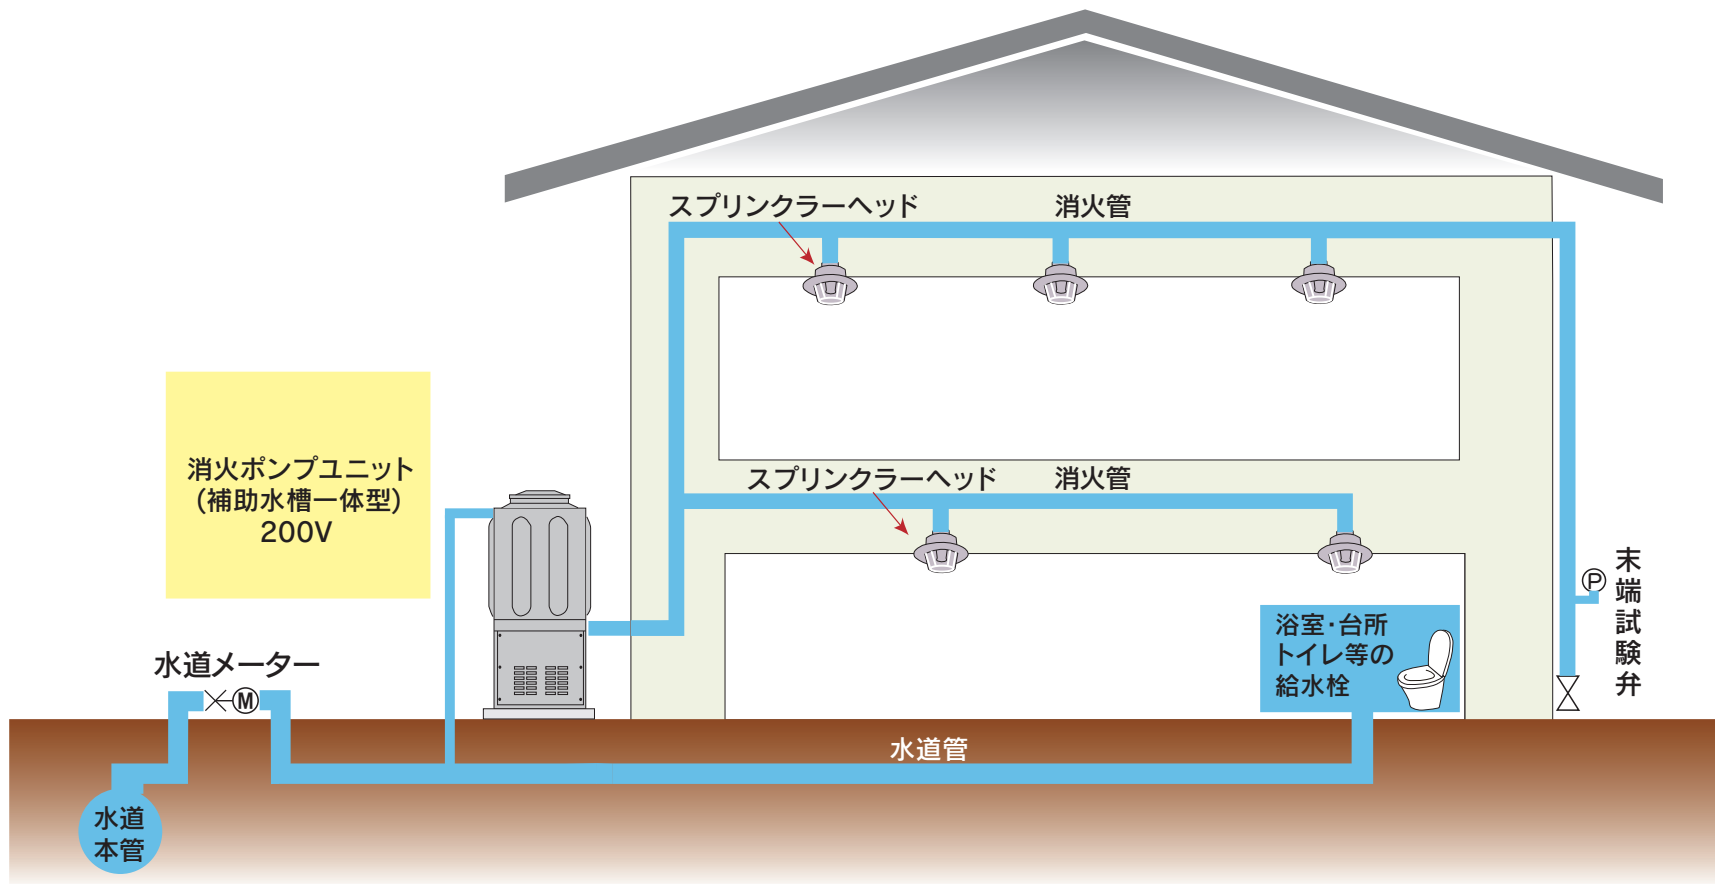 スプリンクラーヘッド
消火管
スプリンクラーヘッド
消火管
消火ポンプユニット
(補助水槽一体型)
200V
P
末端試験弁
浴室・台所
トイレ等の
給水栓
水道メーター
M
水道管
水道
本管